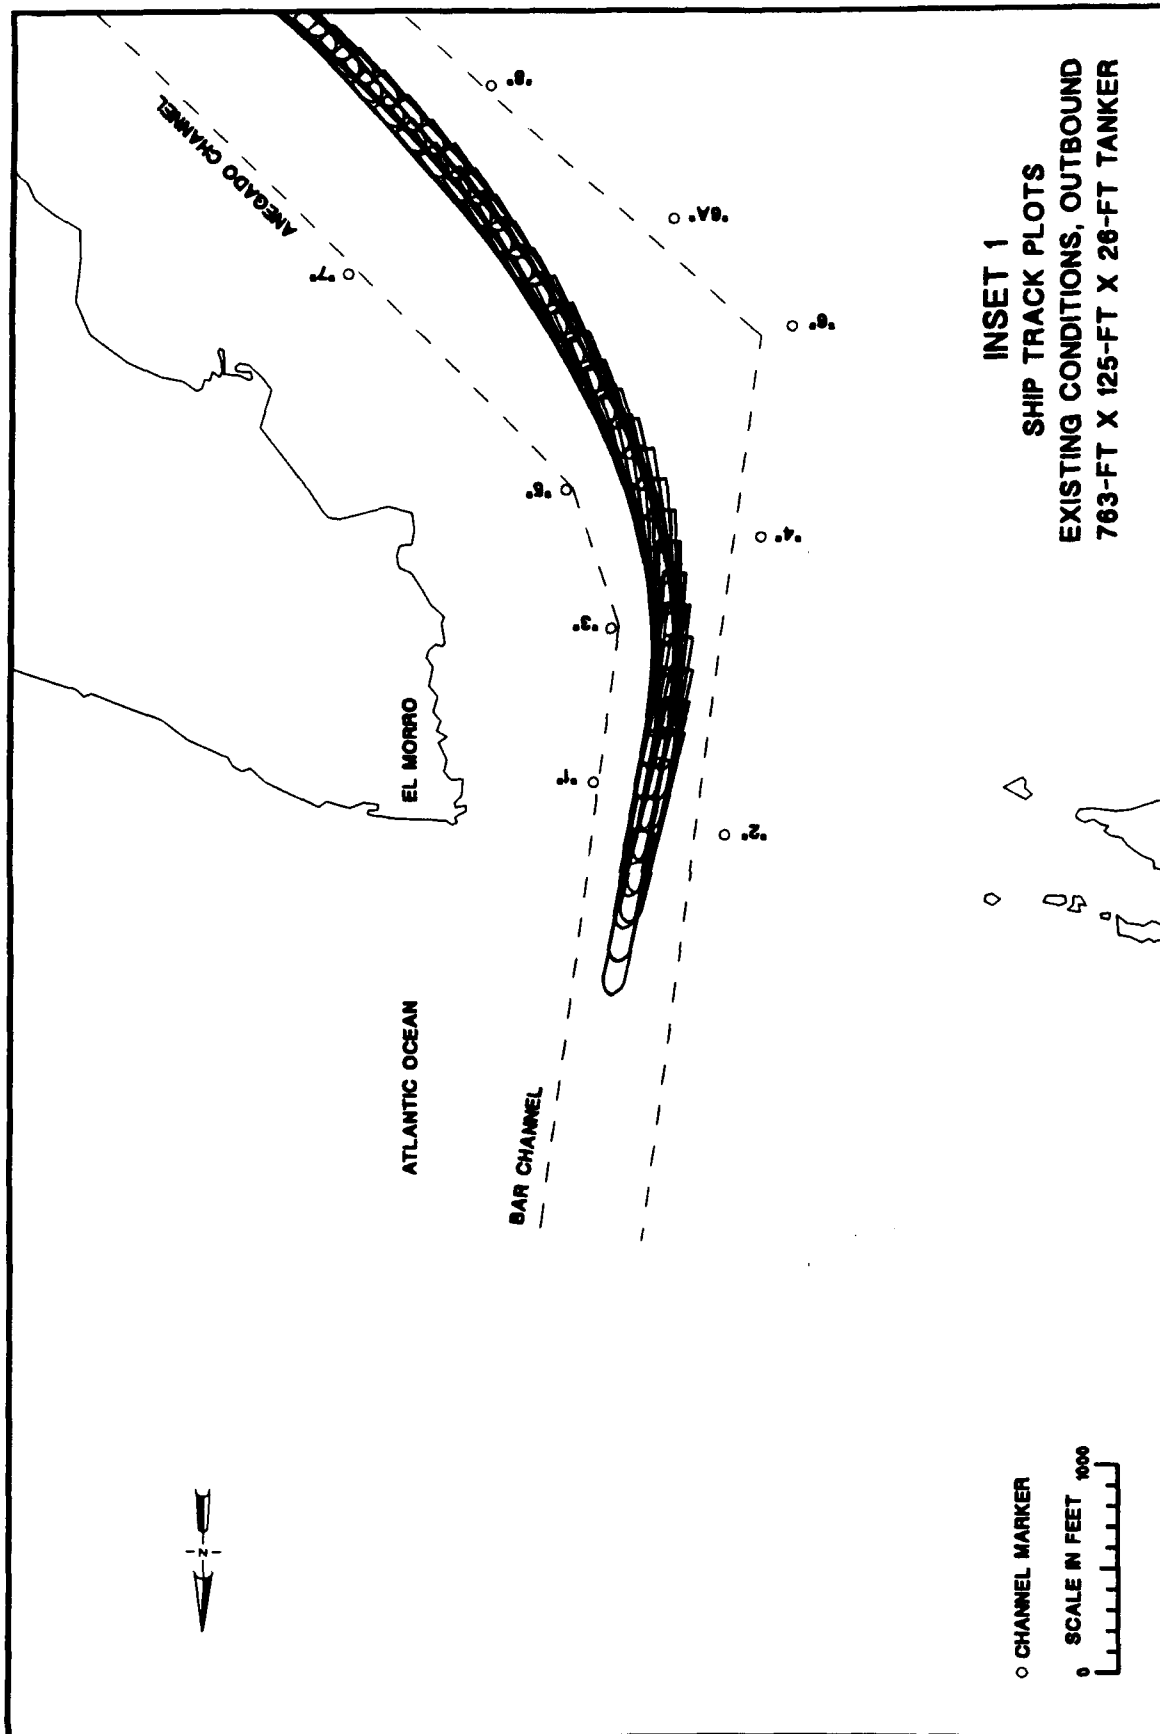 INSET 1
SHIP TRACK PLOTS
EXISTING CONDITIONS, OUTBOUND
763-FT X 125-FT X 26-FT TANKER
ANEGADO CHANNEL
EL MORRO
ATLANTIC OCEAN
BAR CHANNEL
"8"
"6A"
"7"
"6"
"5"
"4"
"3"
"1"
"2"
N
CHANNEL MARKER
SCALE IN FEET
0 1000